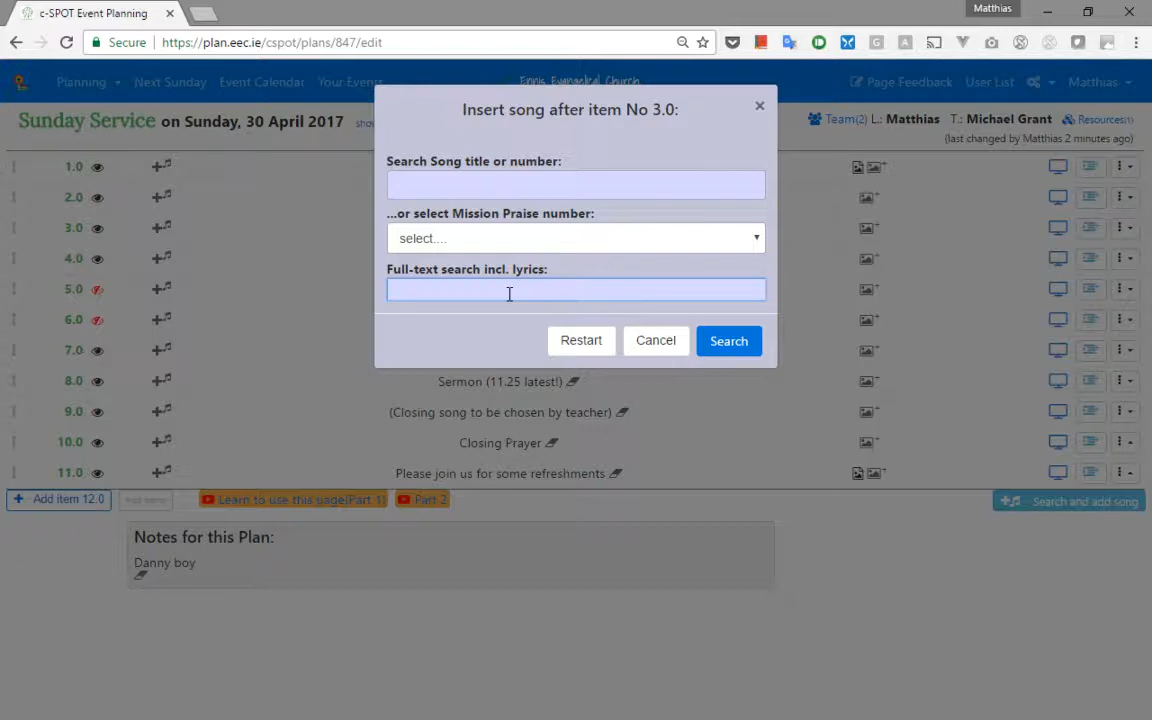 c-SPOT Event Planning
Matthias
Secure https://plan.eec.ie/cspot/plans/847/edit
Planning Next Sunday Event Calendar Your Events Ennis Evangelical Church Page Feedback User List Matthias
Sunday Service on Sunday, 30 April 2017 Team(2) L.: Matthias T.: Michael Grant Resources(1)
(last changed by Matthias 2 minutes ago)
Insert song after item No 3.0:
×
Search Song title or number:
...or select Mission Praise number:
select....
Full-text search incl. lyrics:
Restart Cancel Search
1.0
2.0
3.0
4.0
5.0
6.0
7.0
8.0 Sermon (11.25 latest!)
9.0 (Closing song to be chosen by teacher)
10.0 Closing Prayer
11.0 Please join us for some refreshments
Add item 12.0 Learn to use this page(Part 1) Part 2 Search and add song
Notes for this Plan:
Danny boy